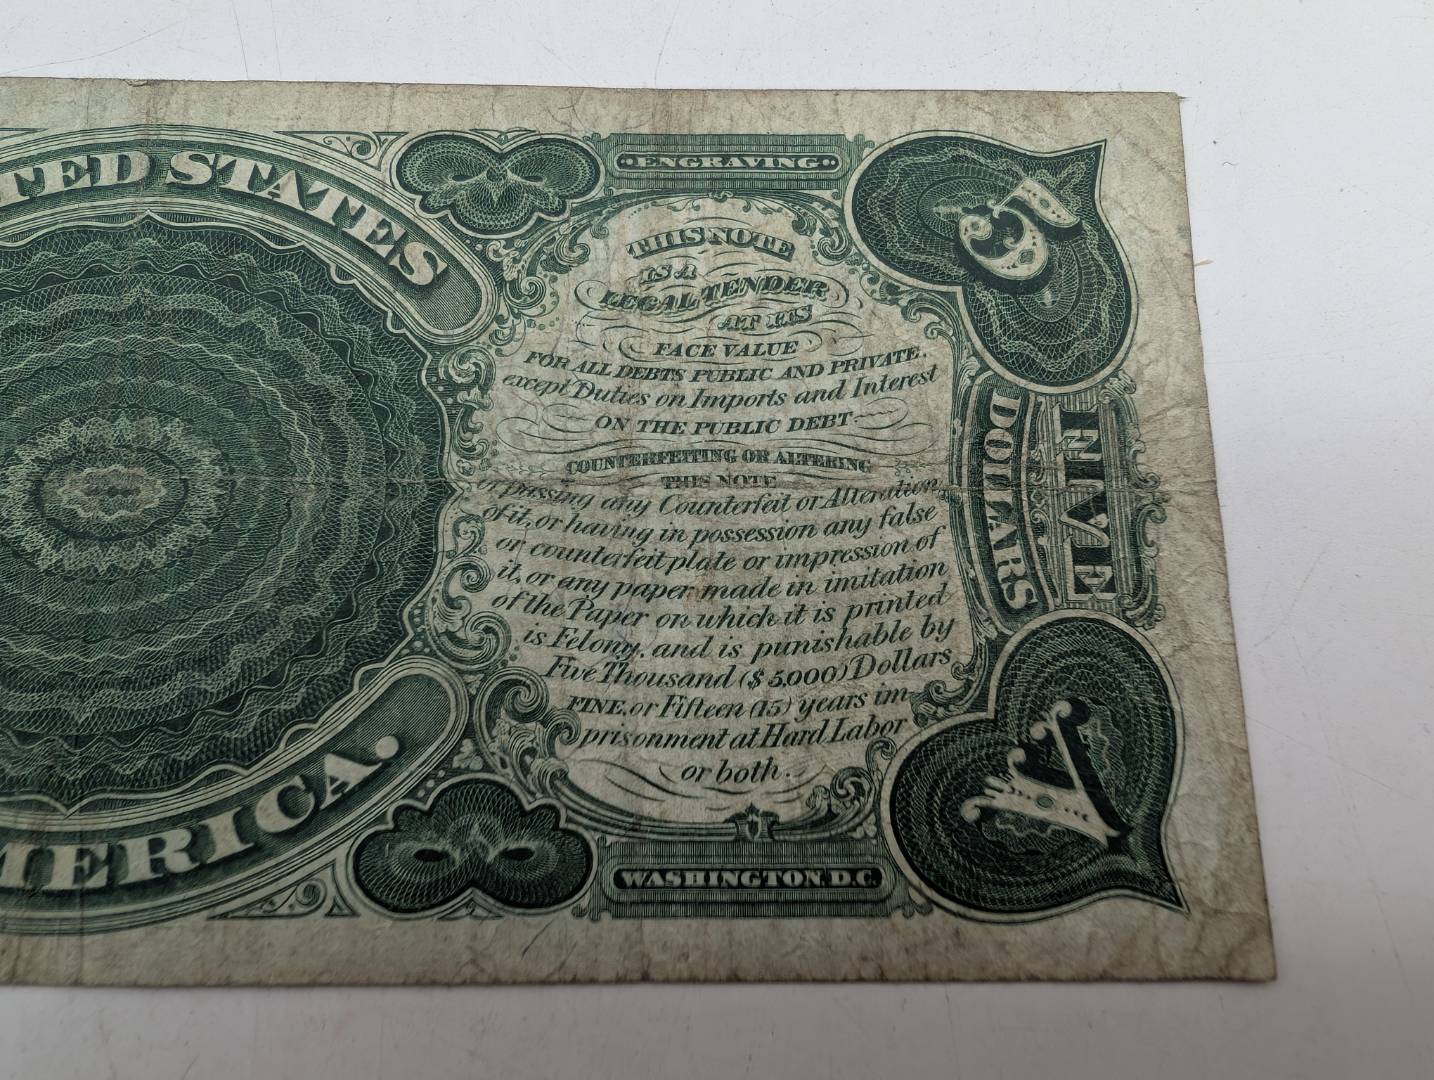 TED STATES
MERICA.
ENGRAVING
THIS NOTE
IS A
LEGAL TENDER
AT ITS
FACE VALUE
FOR ALL DEBTS PUBLIC AND PRIVATE,
except Duties on Imports and Interest
ON THE PUBLIC DEBT.
COUNTERFEITING OR ALTERING
THIS NOTE
or passing any Counterfeit or Alteration
of it, or having in possession any false
or counterfeit plate or impression of
it, or any paper made in imitation
of the Paper on which it is printed
is Felony, and is punishable by
Five Thousand ($5,000) Dollars
FINE, or Fifteen (15) years im-
prisonment at Hard Labor
or both.
WASHINGTON, D.C.
5
FIVE
DOLLARS
V